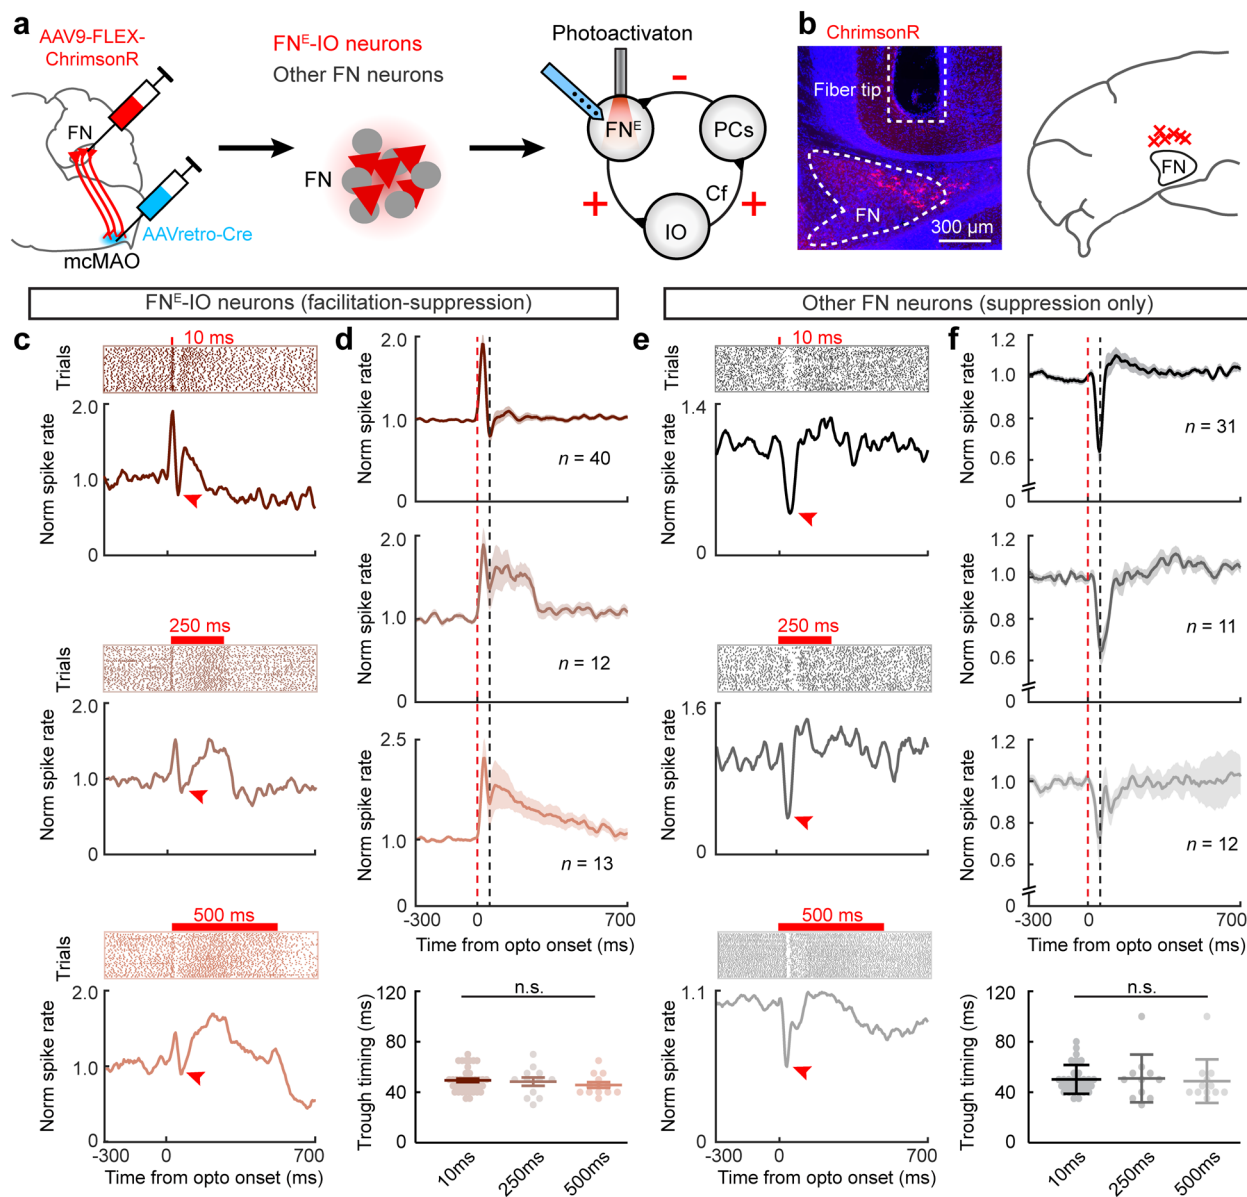 a
AAV9-FLEX-
ChrimsonR
FN
mcMAO
AAVretro-Cre
FNᴱ-IO neurons
Other FN neurons
FN
Photoactivaton
FNᴱ
PCs
IO
Cf
-
+
+
b
ChrimsonR
Fiber tip
FN
300 µm
FN
FNᴱ-IO neurons (facilitation-suppression)
Other FN neurons (suppression only)
c
10 ms
Trials
2.0
1.0
0
Norm spike rate
0
700
250 ms
Trials
2.0
1.0
0
Norm spike rate
500 ms
Trials
2.0
1.0
0
Norm spike rate
-300
0
700
Time from opto onset (ms)
d
2.0
1.0
0
Norm spike rate
n = 40
2.0
1.0
0
Norm spike rate
n = 12
2.5
1.0
0
Norm spike rate
n = 13
-300
0
700
Time from opto onset (ms)
n.s.
120
80
40
0
Trough timing (ms)
10ms
250ms
500ms
e
10 ms
Trials
1.4
0
Norm spike rate
0
700
250 ms
Trials
1.6
0
Norm spike rate
0
700
500 ms
Trials
1.1
0
Norm spike rate
-300
0
700
Time from opto onset (ms)
f
1.2
1.0
0.8
0.6
0
Norm spike rate
n = 31
1.2
1.0
0.8
0.6
0
Norm spike rate
n = 11
1.2
1.0
0.8
0.6
0
Norm spike rate
n = 12
-300
0
700
Time from opto onset (ms)
n.s.
120
80
40
0
Trough timing (ms)
10ms
250ms
500ms